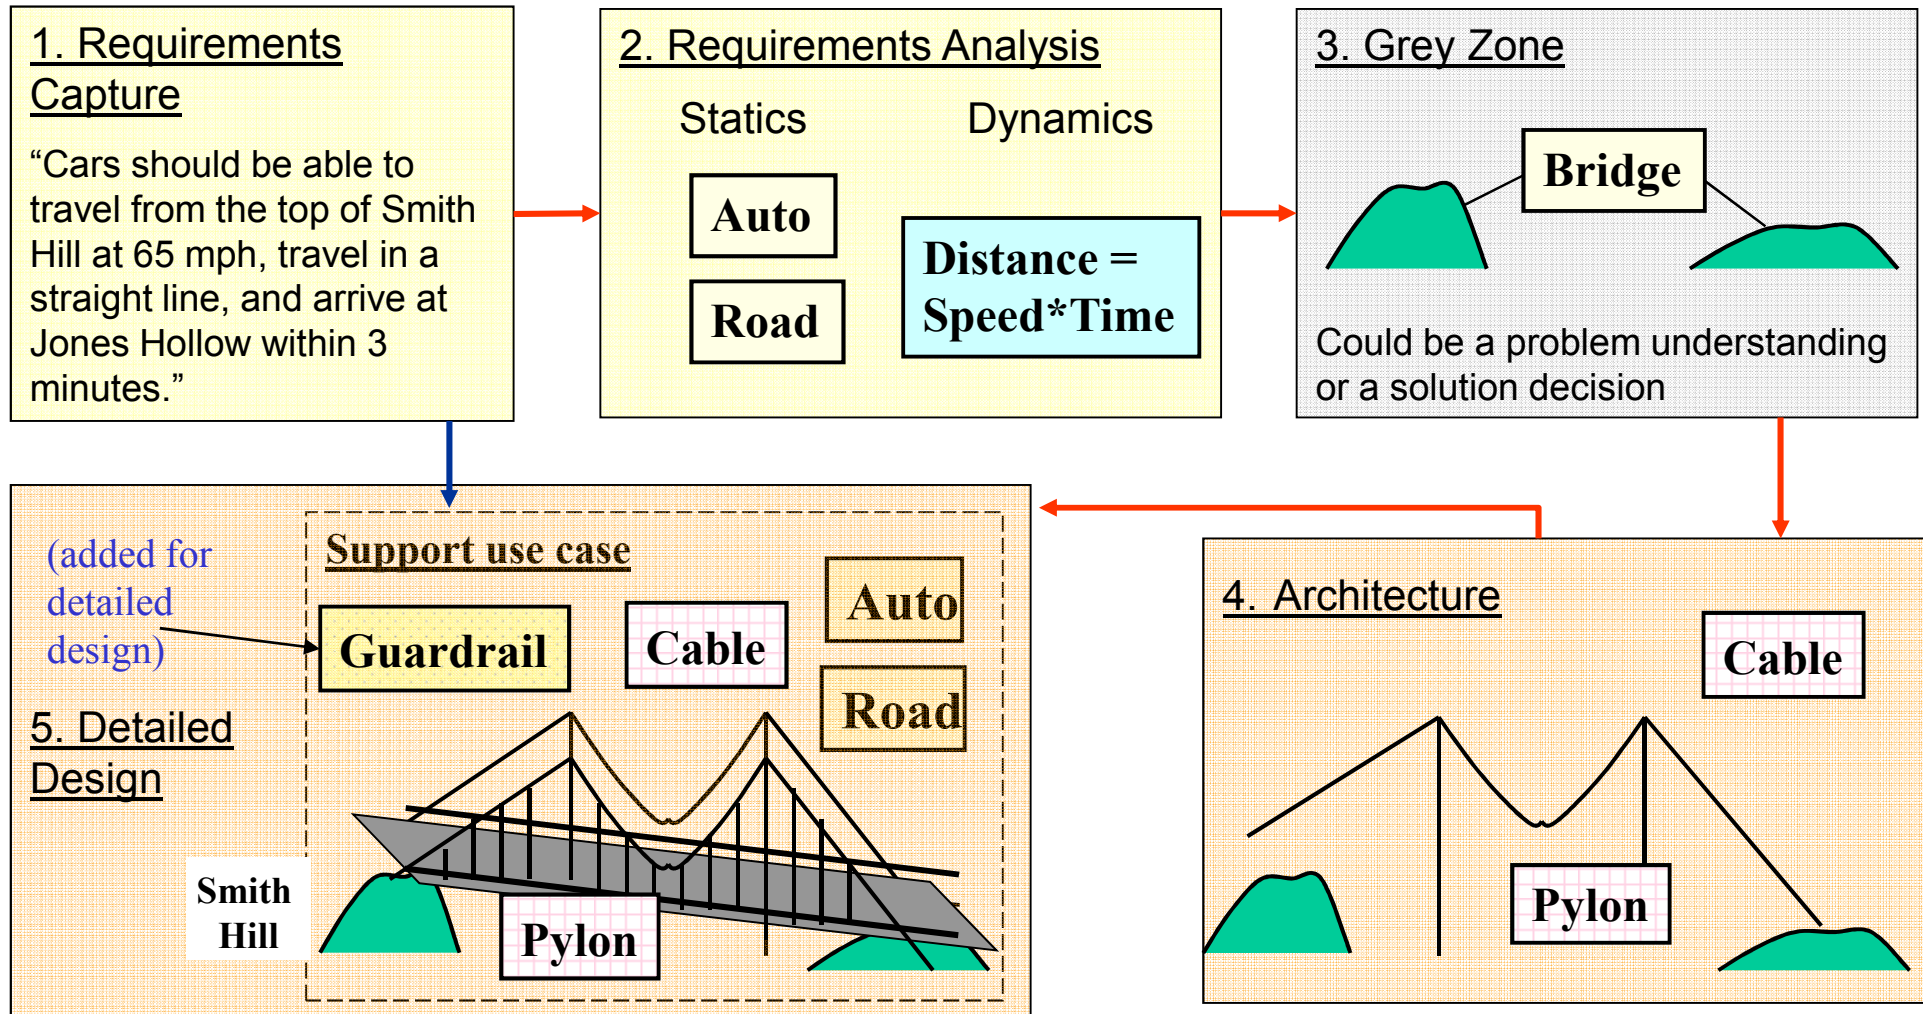 1. Requirements
Capture
“Cars should be able to
travel from the top of Smith
Hill at 65 mph, travel in a
straight line, and arrive at
Jones Hollow within 3
minutes.”
2. Requirements Analysis
Statics
Dynamics
Auto
Road
Distance =
Speed*Time
3. Grey Zone
Bridge
Could be a problem understanding
or a solution decision
4. Architecture
Cable
Pylon
(added for
detailed
design)
5. Detailed
Design
Support use case
Guardrail
Cable
Auto
Road
Smith
Hill
Pylon